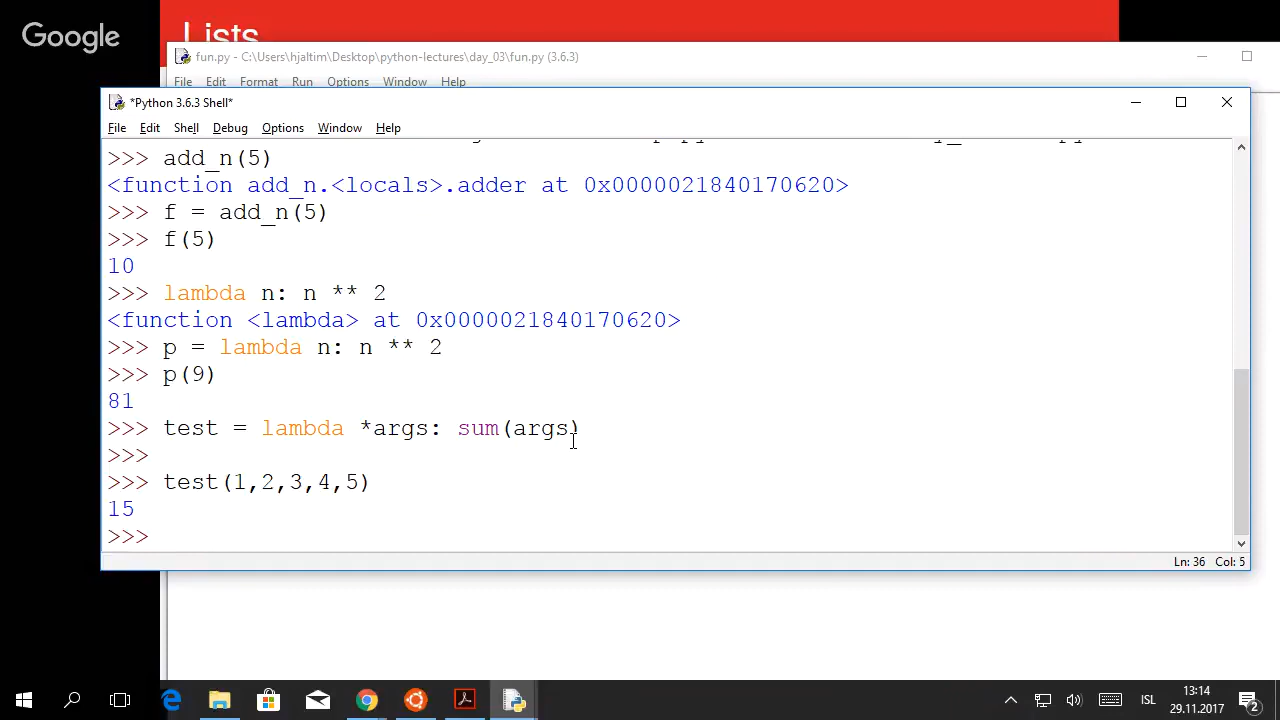 Google
Lists
fun.py - C:\Users\hjaltim\Desktop\python-lectures\day_03\fun.py (3.6.3)
File Edit Format Run Options Window Help
*Python 3.6.3 Shell*
File Edit Shell Debug Options Window Help
>>> add_n(5)
<function add_n.<locals>.adder at 0x0000021840170620>
>>> f = add_n(5)
>>> f(5)
10
>>> lambda n: n ** 2
<function <lambda> at 0x0000021840170620>
>>> p = lambda n: n ** 2
>>> p(9)
81
>>> test = lambda *args: sum(args)
>>>
>>> test(1,2,3,4,5)
15
>>>
Ln: 36 Col: 5
ISL
13:14
29.11.2017
2